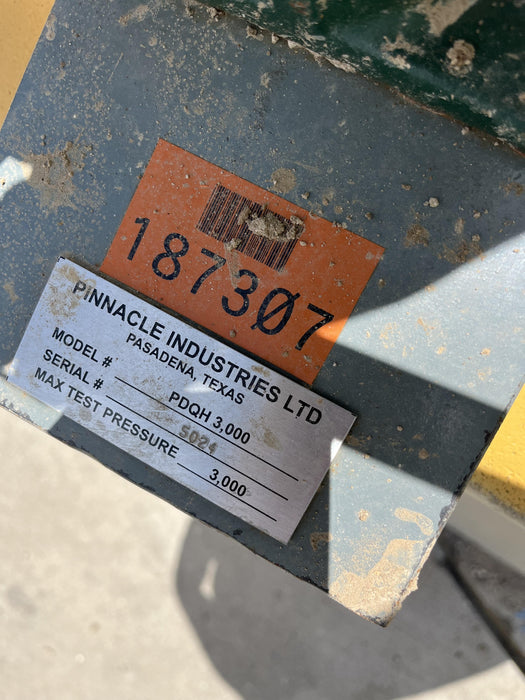 187307
PINNACLE INDUSTRIES LTD
PASADENA, TEXAS
MODEL # PDQH 3,000
SERIAL # 5024
MAX TEST PRESSURE 3,000